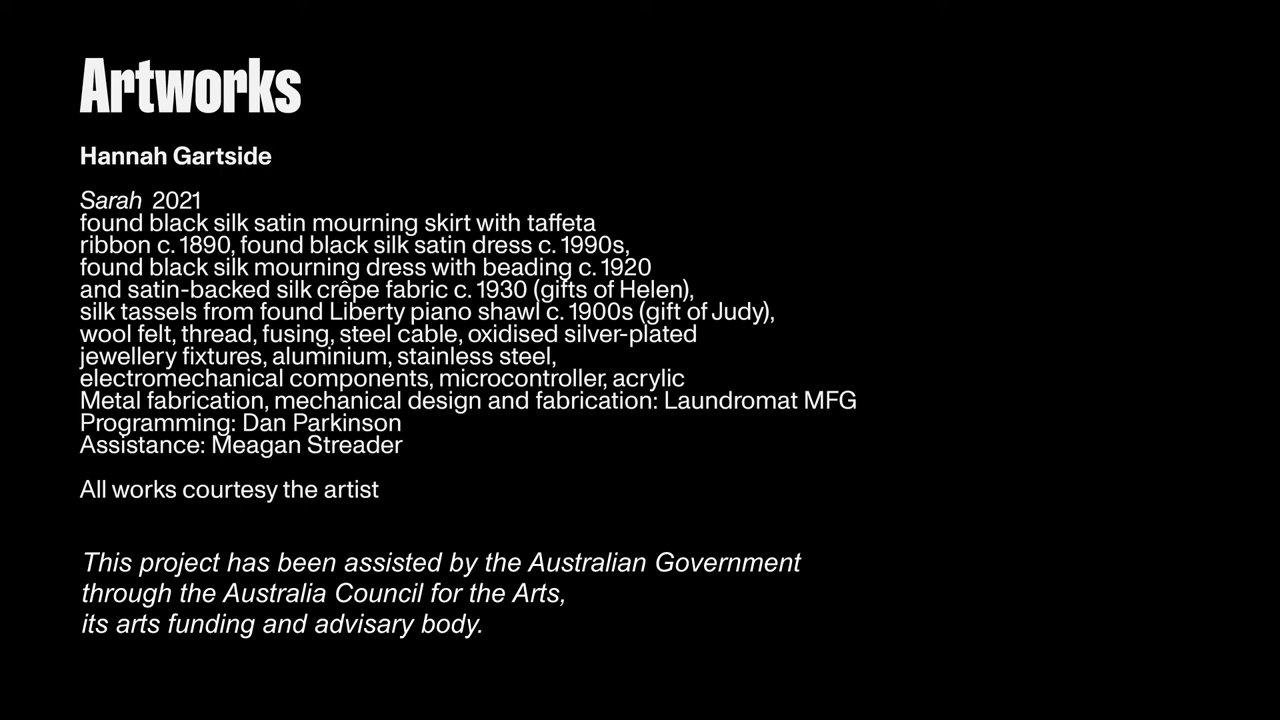 Artworks
Hannah Gartside
Sarah 2021
found black silk satin mourning skirt with taffeta
ribbon c. 1890, found black silk satin dress c. 1990s,
found black silk mourning dress with beading c. 1920
and satin-backed silk crêpe fabric c. 1930 (gifts of Helen),
silk tassels from found Liberty piano shawl c. 1900s (gift of Judy),
wool felt, thread, fusing, steel cable, oxidised silver-plated
jewellery fixtures, aluminium, stainless steel,
electromechanical components, microcontroller, acrylic
Metal fabrication, mechanical design and fabrication: Laundromat MFG
Programming: Dan Parkinson
Assistance: Meagan Streader
All works courtesy the artist
This project has been assisted by the Australian Government
through the Australia Council for the Arts,
its arts funding and advisary body.